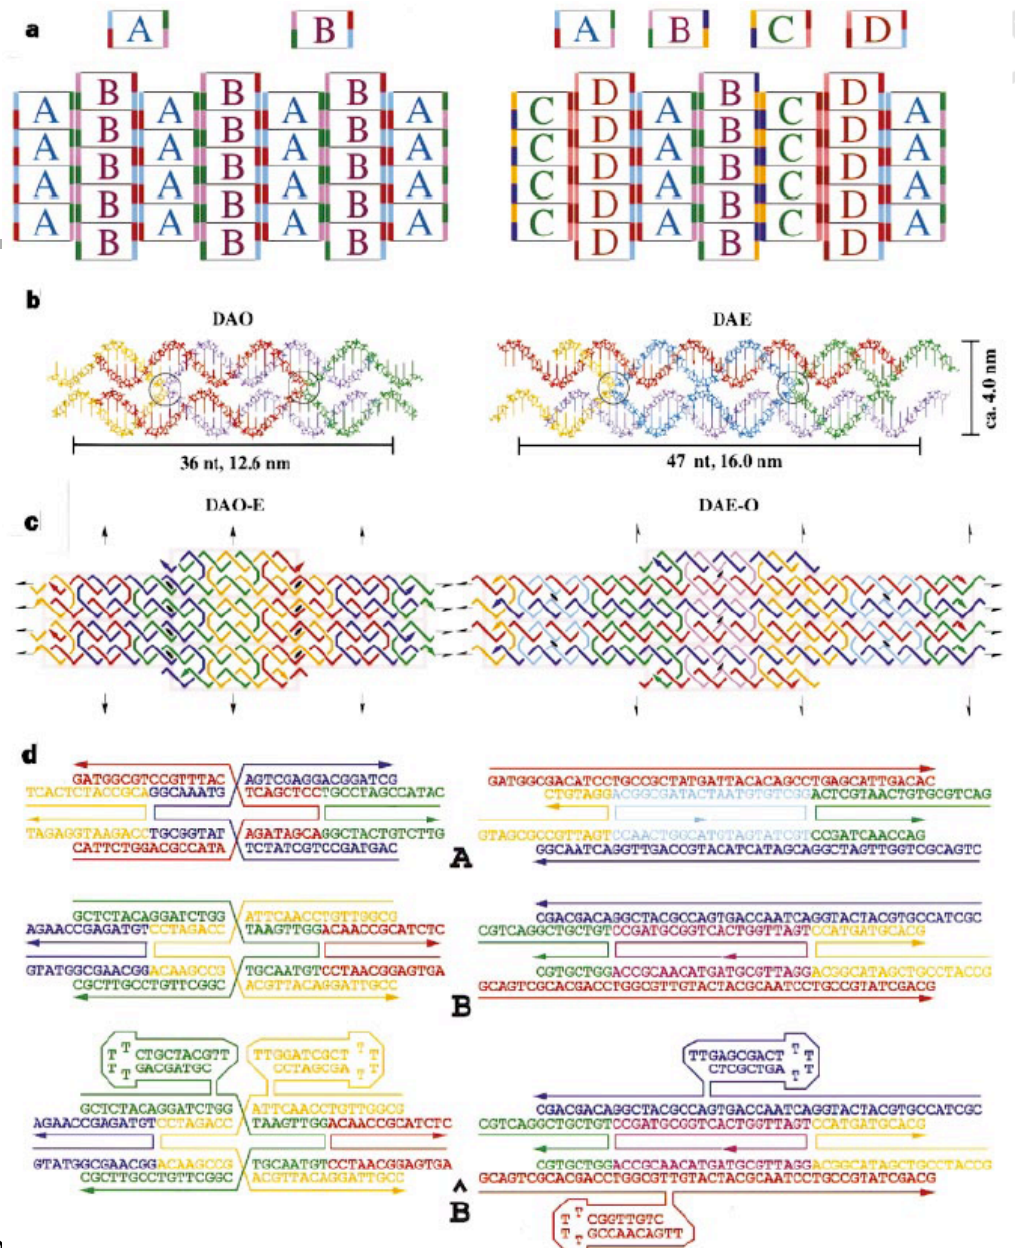 a A B A B C D
B B B D B D
A A A A C A C A
B B B D B D
A A A A C A C A
B B B D B D
A A A A C A C A
B B B D B D
A A A A C A C A
B B B D B D
b
DAO DAE
ca. 4.0 nm
36 nt, 12.6 nm 47 nt, 16.0 nm
c DAO-E DAE-O
d
GATGGCGTCCGTTTAC AGTCGAGGACGGATCG
TCACTCTACCGCAGGCAAATG TCAGCTCCTGCCTAGCCATAC
TAGAGGTAAGACCTGCGGTAT AGATAGCAGGCTACTGTCTTG
CATTCTGGACGCCATA TCTATCGTCCGATGAC
GATGGCGACATCCTGCCGCTATGATTACACAGCCTGAGCATTGACAC
CTGTAGGACGGCGATACTAATGTGTCGGACTCGTAACTGTGCGTCAG
GTAGCGCCGTTAGTCCAACTGGCATGTAGTATCGTCCGATCAACCAG
GGCAATCAGGTTGACCGTACATCATAGCAGGCTAGTTGGTCGCAGTC
A
GCTCTACAGGATCTGG ATTCAACCTGTTGGCG
AGAACCGAGATGTCCTAGACC TAAGTTGGACAACCGCATCTC
GTATGGCGAACGGACAAGCCG TGCAATGTCCTAACGGAGTGA
CGCTTGCCTGTTCGGC ACGTTACAGGATTGCC
CGACGACAGGCTACGCCAGTGACCAATCAGGTACTACGTGCCATCGC
CGTCAGGCTGCTGTCCGATGCGGTCACTGGTTAGTCCATGATGCACG
CGTGCTGGACCGCAACATGATGCGTTAGGACGGCATAGCTGCCTACCG
GCAGTCGCACGACCTGGCGTTGTACTACGCAATCCTGCCGTATCGACG
B
T T CTGCTACGTT
T T GACGATGC
TTGGATCGCT T T
CCTAGCGA T T
GCTCTACAGGATCTGG ATTCAACCTGTTGGCG
AGAACCGAGATGTCCTAGACC TAAGTTGGACAACCGCATCTC
GTATGGCGAACGGACAAGCCG TGCAATGTCCTAACGGAGTGA
CGCTTGCCTGTTCGGC ACGTTACAGGATTGCC
TTGAGCGACT T T
CTCGCTGA T T
CGACGACAGGCTACGCCAGTGACCAATCAGGTACTACGTGCCATCGC
CGTCAGGCTGCTGTCCGATGCGGTCACTGGTTAGTCCATGATGCACG
CGTGCTGGACCGCAACATGATGCGTTAGGACGGCATAGCTGCCTACCG
GCAGTCGCACGACCTGGCGTTGTACTACGCAATCCTGCCGTATCGACG
^
B
T T CGGTTGTC
T T GCCAACAGTT